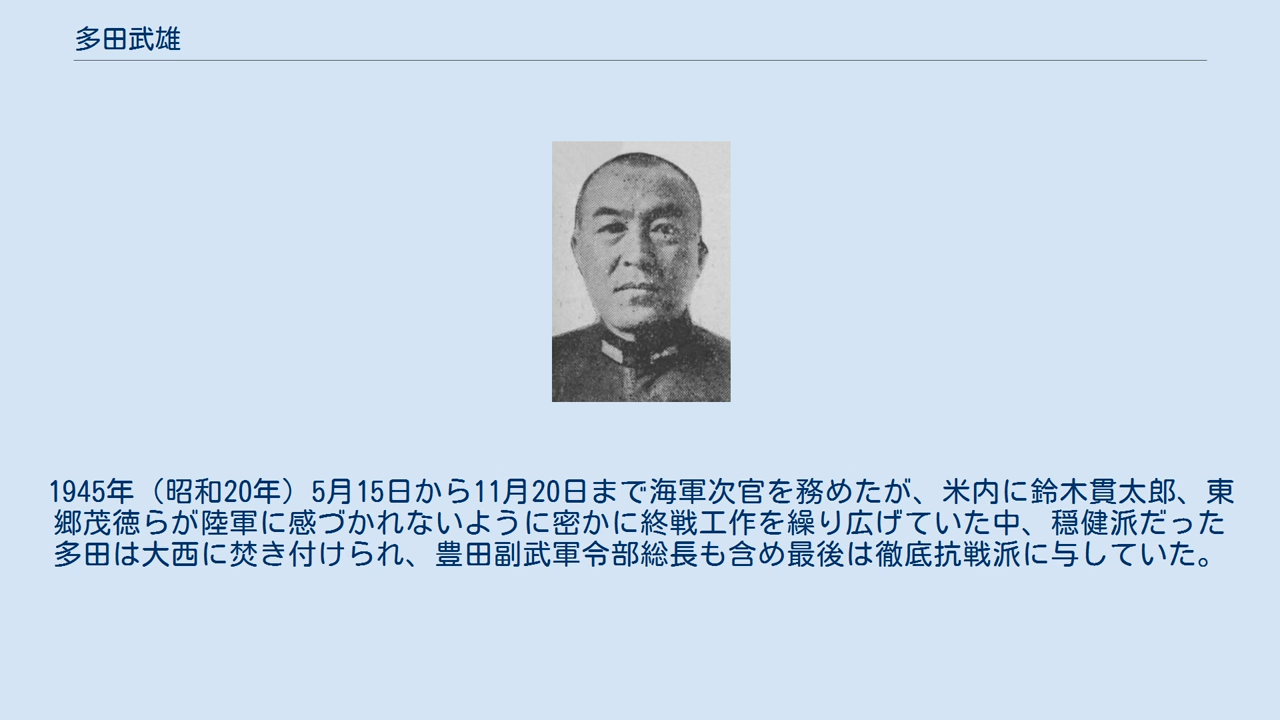 多田武雄
1945年（昭和20年）5月15日から11月20日まで海軍次官を務めたが、米内に鈴木貫太郎、東
郷茂徳らが陸軍に感づかれないように密かに終戦工作を繰り広げていた中、穏健派だった
多田は大西に焚き付けられ、豊田副武軍令部総長も含め最後は徹底抗戦派に与していた。